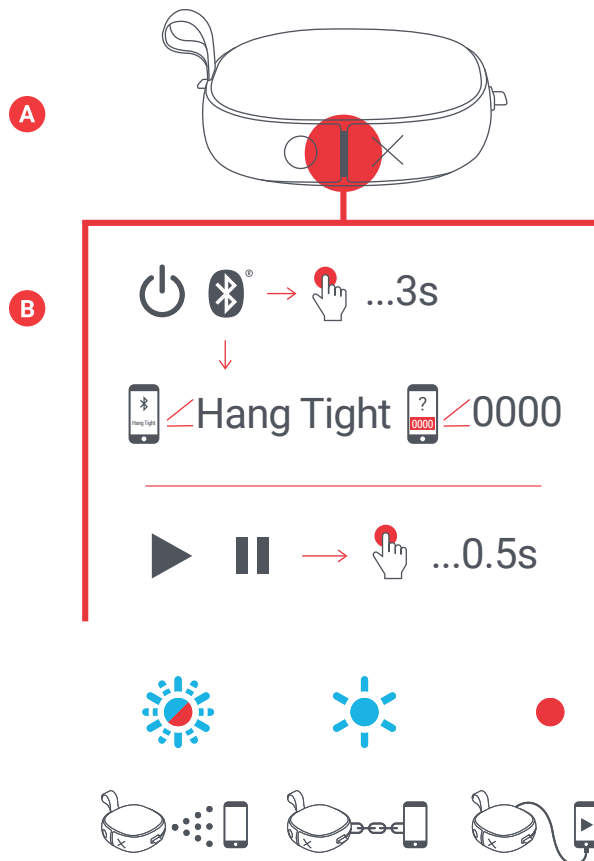 A
B
®
...3s
Hang Tight
Hang Tight
?
0000
0000
...0.5s